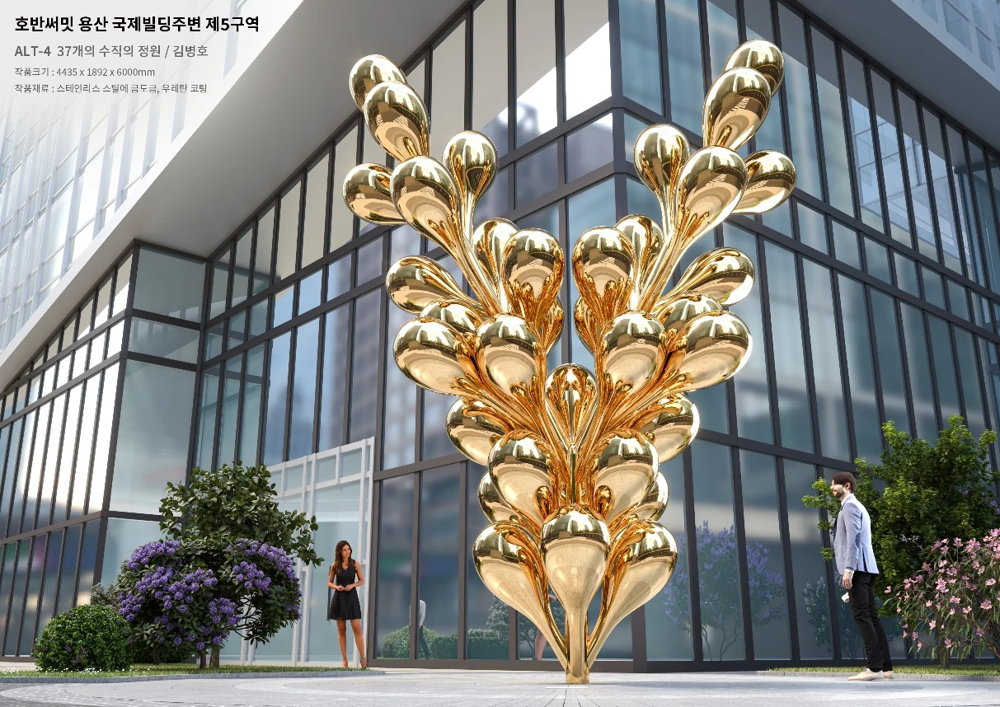 호반써밋 용산 국제빌딩주변 제5구역
ALT-4 37개의 수직의 정원 / 김병호
작품크기 : 4435 x 1892 x 6000mm
작품재료 : 스테인리스 스틸에 금도금, 우레탄 코팅